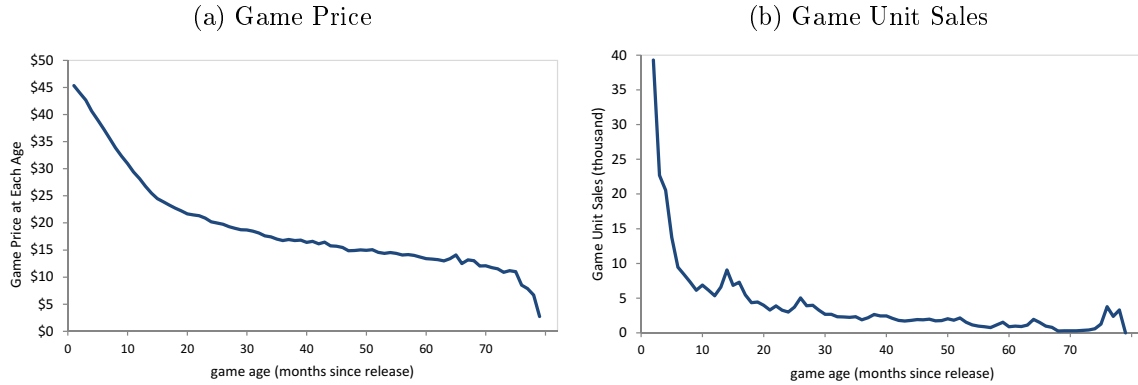 (a) Game Price
$50
$45
$40
$35
$30
$25
$20
$15
$10
$5
$0
Game Price at Each Age
0 10 20 30 40 50 60 70
game age (months since release)
(b) Game Unit Sales
40
35
30
25
20
15
10
5
0
Game Unit Sales (thousand)
0 10 20 30 40 50 60 70
game age (months since release)